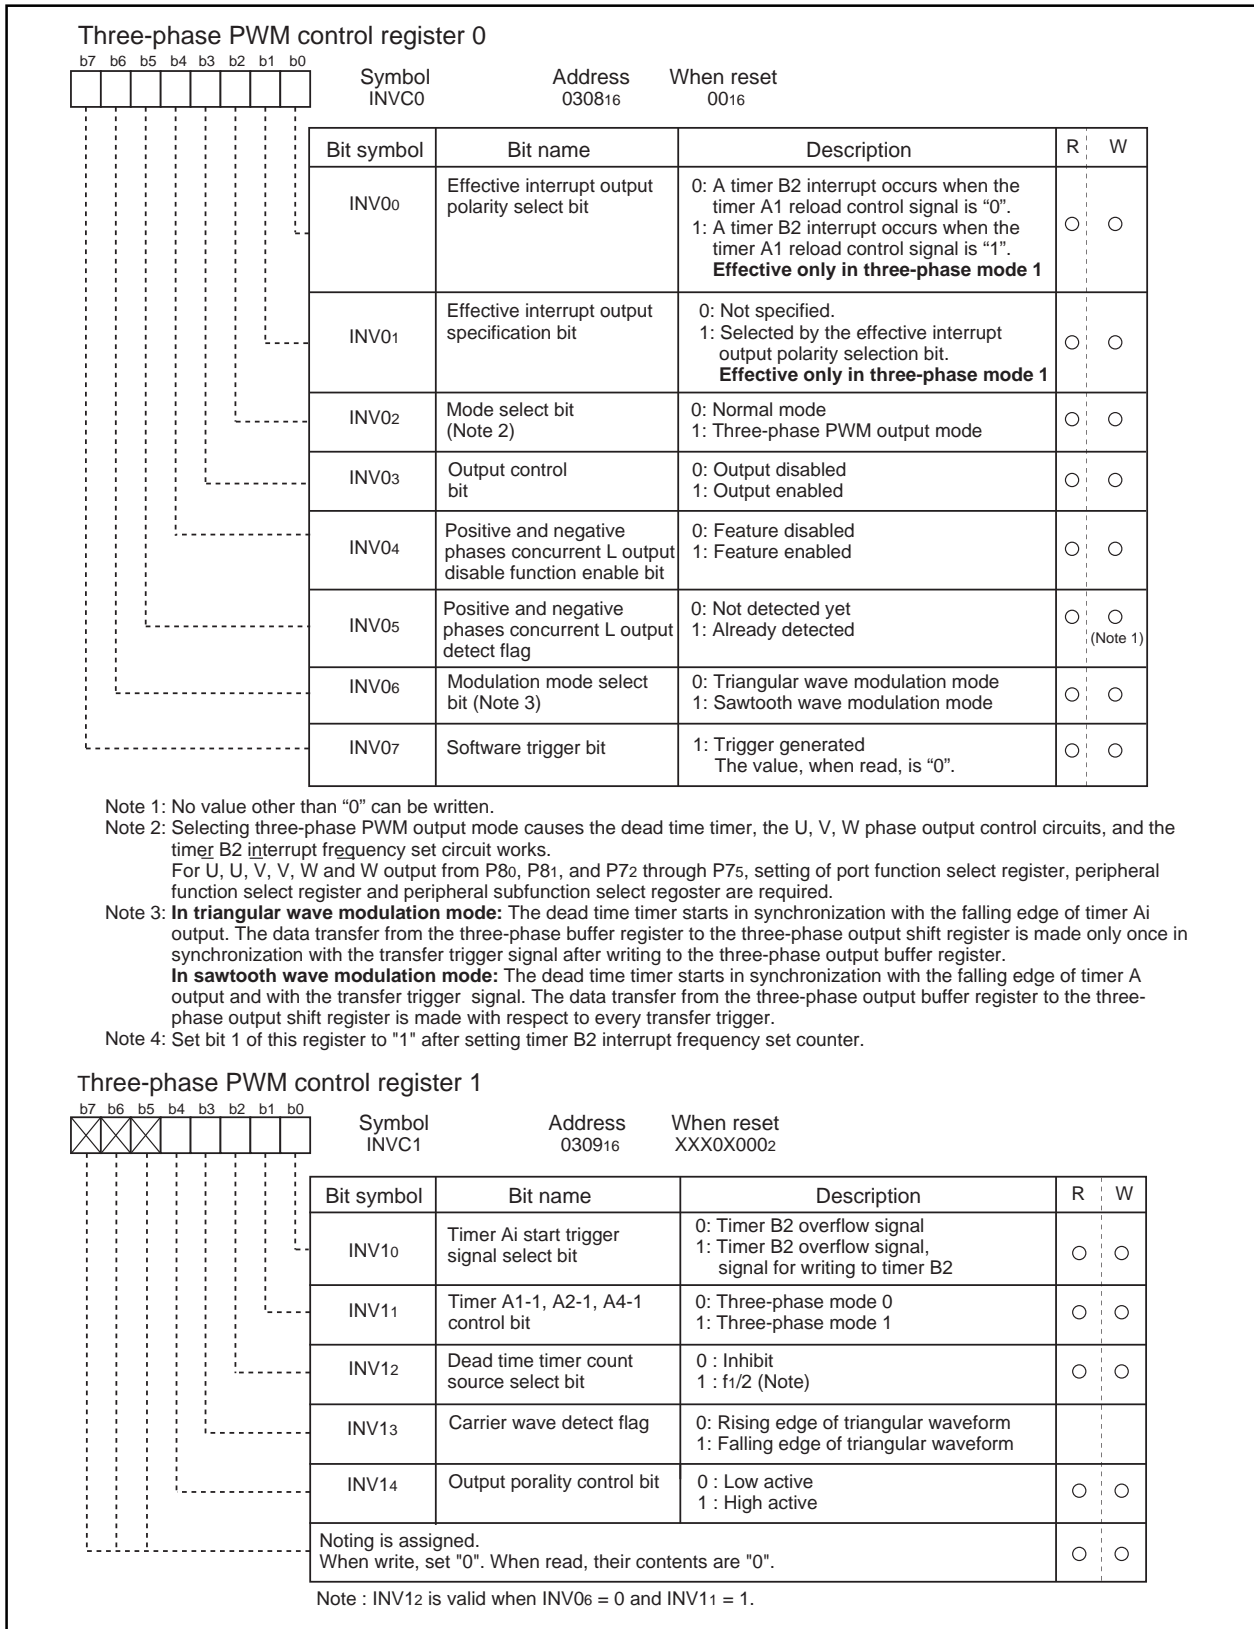 Three-phase PWM control register 0
b7 b6 b5 b4 b3 b2 b1 b0
Symbol Address When reset
INVC0 030816 0016
Bit symbol Bit name Description R W
INV00 Effective interrupt output polarity select bit
0: A timer B2 interrupt occurs when the
timer A1 reload control signal is “0”.
1: A timer B2 interrupt occurs when the
timer A1 reload control signal is “1”.
Effective only in three-phase mode 1
INV01 Effective interrupt output specification bit
0: Not specified.
1: Selected by the effective interrupt
output polarity selection bit.
Effective only in three-phase mode 1
INV02 Mode select bit (Note 2)
0: Normal mode
1: Three-phase PWM output mode
INV03 Output control bit
0: Output disabled
1: Output enabled
INV04 Positive and negative phases concurrent L output disable function enable bit
0: Feature disabled
1: Feature enabled
INV05 Positive and negative phases concurrent L output detect flag
0: Not detected yet
1: Already detected
(Note 1)
INV06 Modulation mode select bit (Note 3)
0: Triangular wave modulation mode
1: Sawtooth wave modulation mode
INV07 Software trigger bit
1: Trigger generated
The value, when read, is “0”.
Note 1: No value other than “0” can be written.
Note 2: Selecting three-phase PWM output mode causes the dead time timer, the U, V, W phase output control circuits, and the
timer B2 interrupt frequency set circuit works.
For U, U̅, V, V̅, W and W̅ output from P80, P81, and P72 through P75, setting of port function select register, peripheral
function select register and peripheral subfunction select regoster are required.
Note 3: In triangular wave modulation mode: The dead time timer starts in synchronization with the falling edge of timer Ai
output. The data transfer from the three-phase buffer register to the three-phase output shift register is made only once in
synchronization with the transfer trigger signal after writing to the three-phase output buffer register.
In sawtooth wave modulation mode: The dead time timer starts in synchronization with the falling edge of timer A
output and with the transfer trigger signal. The data transfer from the three-phase output buffer register to the three-
phase output shift register is made with respect to every transfer trigger.
Note 4: Set bit 1 of this register to "1" after setting timer B2 interrupt frequency set counter.
Three-phase PWM control register 1
b7 b6 b5 b4 b3 b2 b1 b0
Symbol Address When reset
INVC1 030916 XXX0X0002
Bit symbol Bit name Description R W
INV10 Timer Ai start trigger signal select bit
0: Timer B2 overflow signal
1: Timer B2 overflow signal,
signal for writing to timer B2
INV11 Timer A1-1, A2-1, A4-1 control bit
0: Three-phase mode 0
1: Three-phase mode 1
INV12 Dead time timer count source select bit
0 : Inhibit
1 : f1/2 (Note)
INV13 Carrier wave detect flag
0: Rising edge of triangular waveform
1: Falling edge of triangular waveform
INV14 Output porality control bit
0 : Low active
1 : High active
Noting is assigned.
When write, set "0". When read, their contents are "0".
Note : INV12 is valid when INV06 = 0 and INV11 = 1.